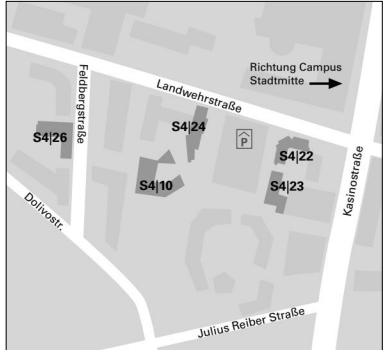 Richtung Campus
Stadtmitte
Landwehrstraße
Feldbergstraße
S4|24
P
S4|26
S4|22
S4|10
S4|23
Kasinostraße
Dolivostr.
Julius Reiber Straße